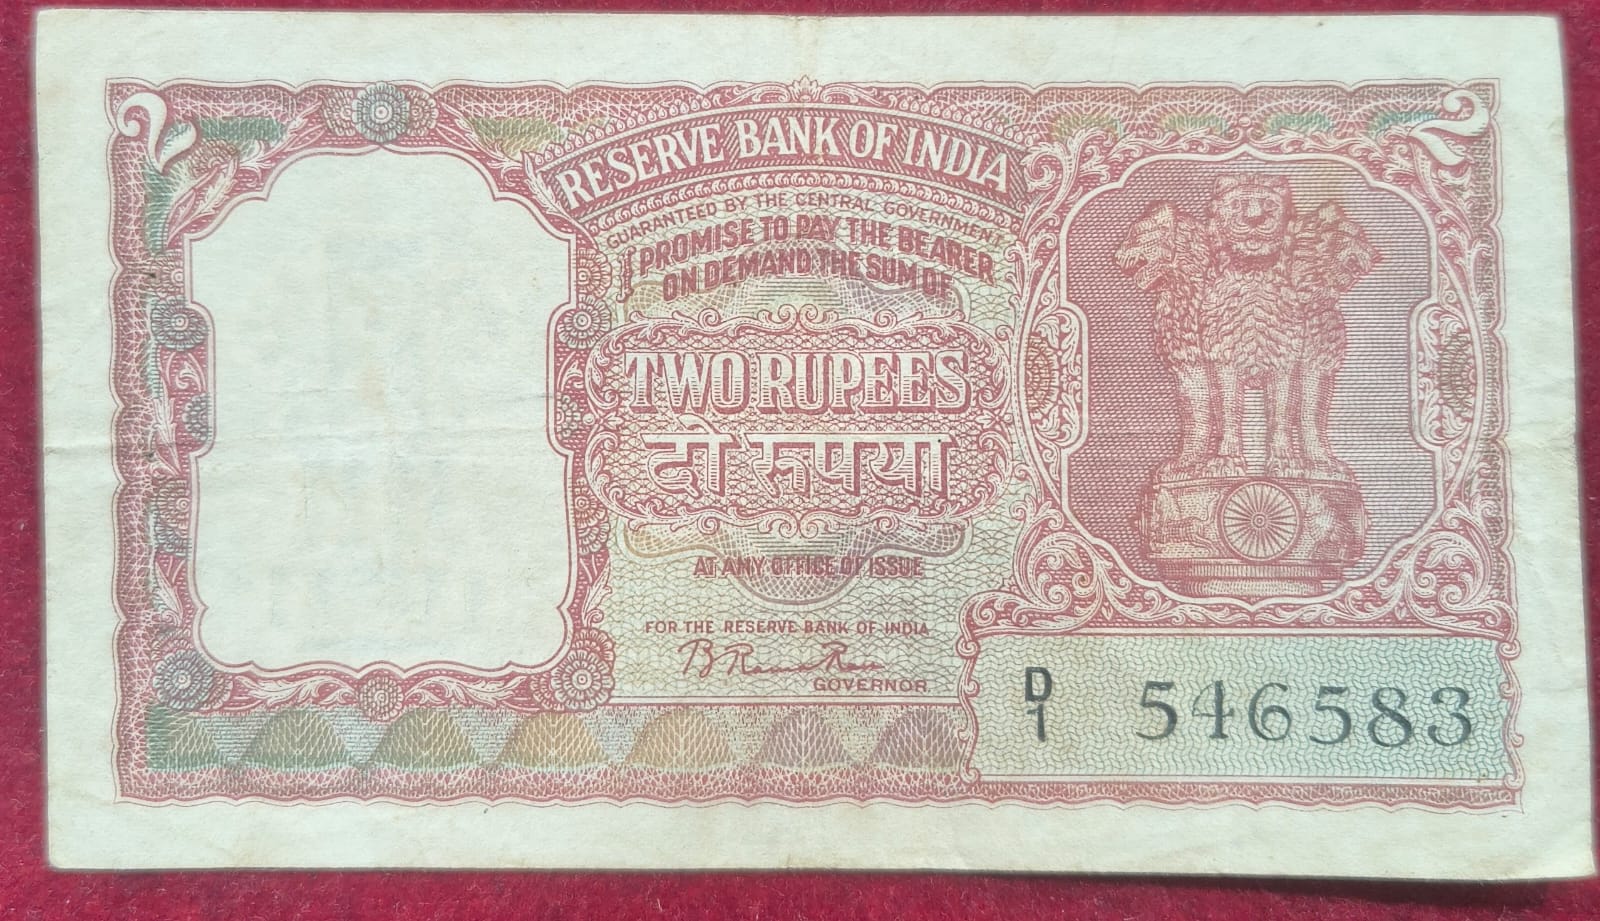 2 2
RESERVE BANK OF INDIA
GUARANTEED BY THE CENTRAL GOVERNMENT
I PROMISE TO PAY THE BEARER
ON DEMAND THE SUM OF
TWO RUPEES
दो रूपया
AT ANY OFFICE OF ISSUE
FOR THE RESERVE BANK OF INDIA
B Rama Rau
GOVERNOR
D/1 546583